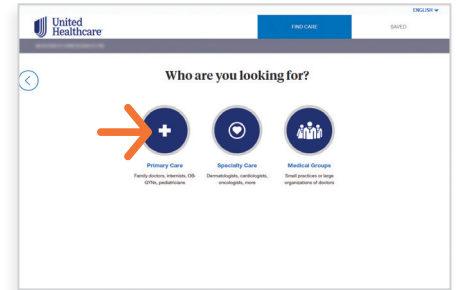 ENGLISH
United
Healthcare
FIND CARE
SAVED
Who are you looking for?
Primary Care
Specialty Care
Medical Groups
Family doctors, internists, OB-
GYNs, pediatricians
Dermatologists, cardiologists,
oncologists, more
Small practices or large
organizations of doctors